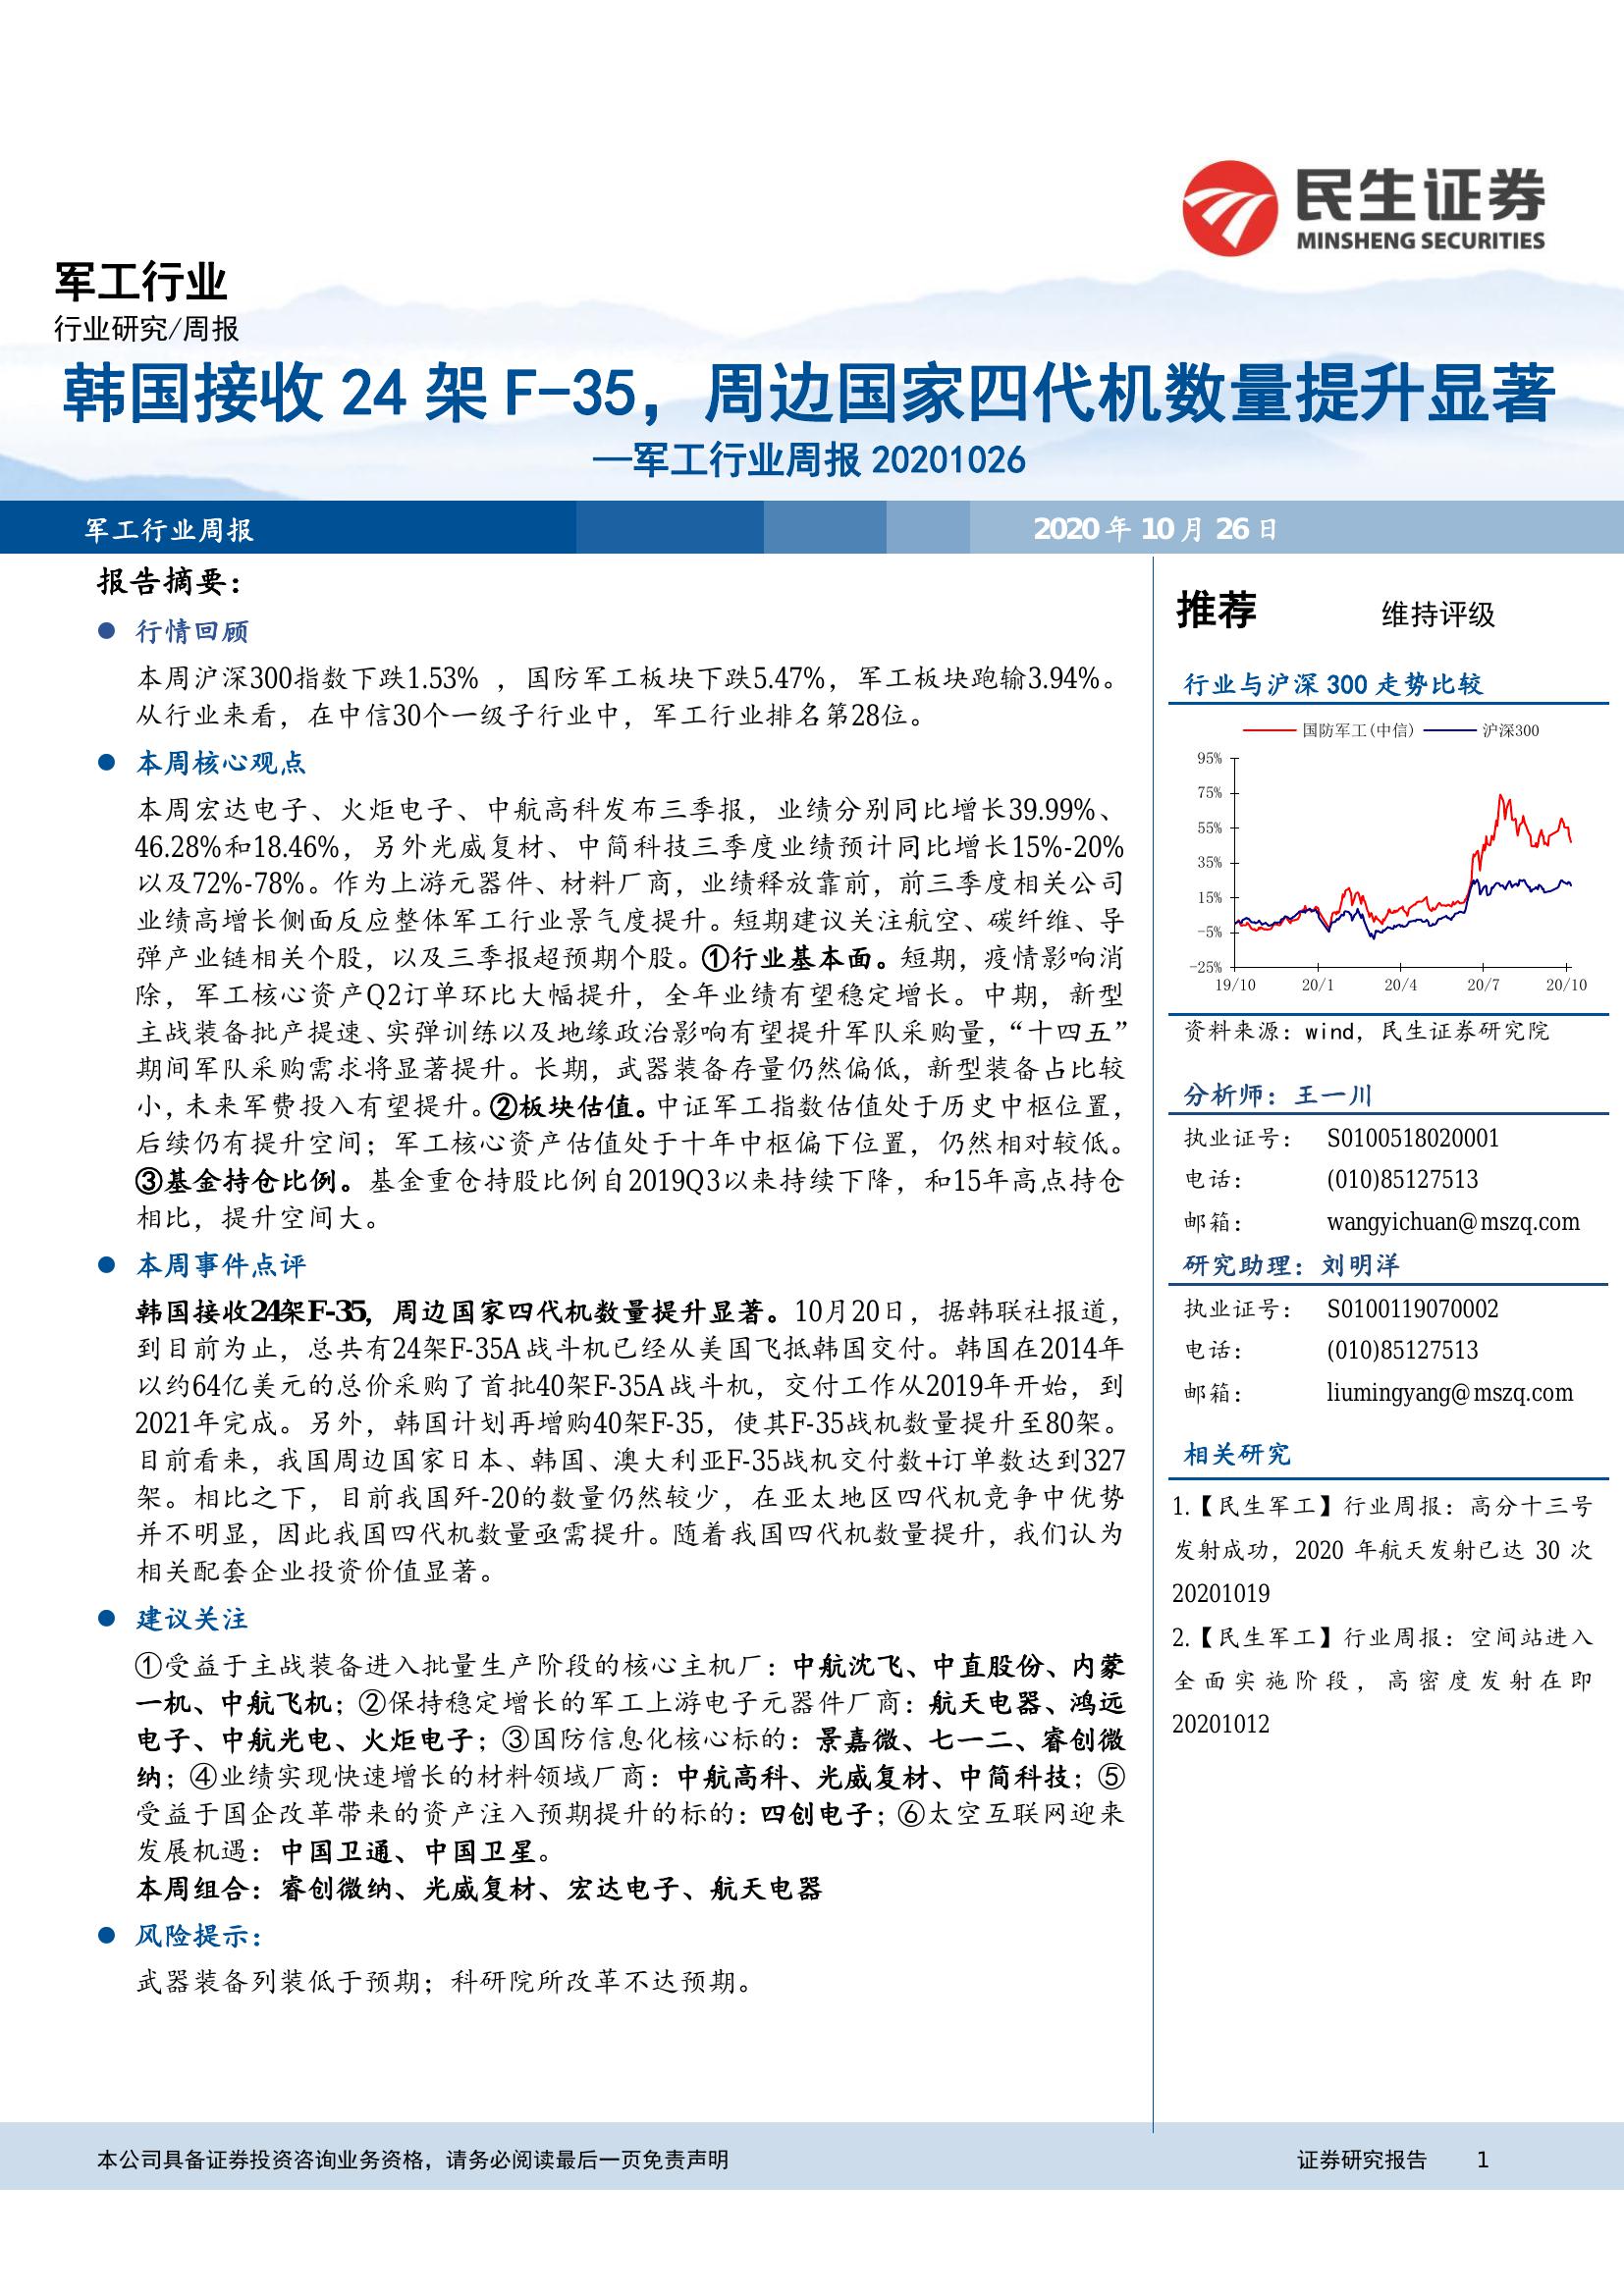 民生证券
MINSHENG SECURITIES
军工行业
行业研究/周报
韩国接收 24 架 F-35，周边国家四代机数量提升显著
—军工行业周报 20201026
军工行业周报
2020 年 10 月 26 日
报告摘要：
● 行情回顾
本周沪深300指数下跌1.53% ，国防军工板块下跌5.47%，军工板块跑输3.94%。
从行业来看，在中信30个一级子行业中，军工行业排名第28位。
● 本周核心观点
本周宏达电子、火炬电子、中航高科发布三季报，业绩分别同比增长39.99%、
46.28%和18.46%，另外光威复材、中简科技三季度业绩预计同比增长15%-20%
以及72%-78%。作为上游元器件、材料厂商，业绩释放靠前，前三季度相关公司
业绩高增长侧面反应整体军工行业景气度提升。短期建议关注航空、碳纤维、导
弹产业链相关个股，以及三季报超预期个股。①行业基本面。短期，疫情影响消
除，军工核心资产Q2订单环比大幅提升，全年业绩有望稳定增长。中期，新型
主战装备批产提速、实弹训练以及地缘政治影响有望提升军队采购量，“十四五”
期间军队采购需求将显著提升。长期，武器装备存量仍然偏低，新型装备占比较
小，未来军费投入有望提升。②板块估值。中证军工指数估值处于历史中枢位置，
后续仍有提升空间；军工核心资产估值处于十年中枢偏下位置，仍然相对较低。
③基金持仓比例。基金重仓持股比例自2019Q3以来持续下降，和15年高点持仓
相比，提升空间大。
● 本周事件点评
韩国接收24架F-35，周边国家四代机数量提升显著。10月20日，据韩联社报道，
到目前为止，总共有24架F-35A战斗机已经从美国飞抵韩国交付。韩国在2014年
以约64亿美元的总价采购了首批40架F-35A战斗机，交付工作从2019年开始，到
2021年完成。另外，韩国计划再增购40架F-35，使其F-35战机数量提升至80架。
目前看来，我国周边国家日本、韩国、澳大利亚F-35战机交付数+订单数达到327
架。相比之下，目前我国歼-20的数量仍然较少，在亚太地区四代机竞争中优势
并不明显，因此我国四代机数量亟需提升。随着我国四代机数量提升，我们认为
相关配套企业投资价值显著。
● 建议关注
①受益于主战装备进入批量生产阶段的核心主机厂：中航沈飞、中直股份、内蒙
一机、中航飞机；②保持稳定增长的军工上游电子元器件厂商：航天电器、鸿远
电子、中航光电、火炬电子；③国防信息化核心标的：景嘉微、七一二、睿创微
纳；④业绩实现快速增长的材料领域厂商：中航高科、光威复材、中简科技；⑤
受益于国企改革带来的资产注入预期提升的标的：四创电子；⑥太空互联网迎来
发展机遇：中国卫通、中国卫星。
本周组合：睿创微纳、光威复材、宏达电子、航天电器
● 风险提示：
武器装备列装低于预期；科研院所改革不达预期。
推荐 维持评级
行业与沪深 300 走势比较
国防军工(中信) 沪深300
95%
75%
55%
35%
15%
-5%
-25%
19/10 20/1 20/4 20/7 20/10
资料来源：wind，民生证券研究院
分析师：王一川
执业证号： S0100518020001
电话： (010)85127513
邮箱： wangyichuan@mszq.com
研究助理：刘明洋
执业证号： S0100119070002
电话： (010)85127513
邮箱： liumingyang@mszq.com
相关研究
1.【民生军工】行业周报：高分十三号
发射成功，2020 年航天发射已达 30 次
20201019
2.【民生军工】行业周报：空间站进入
全面实施阶段，高密度发射在即
20201012
本公司具备证券投资咨询业务资格，请务必阅读最后一页免责声明
证券研究报告 1